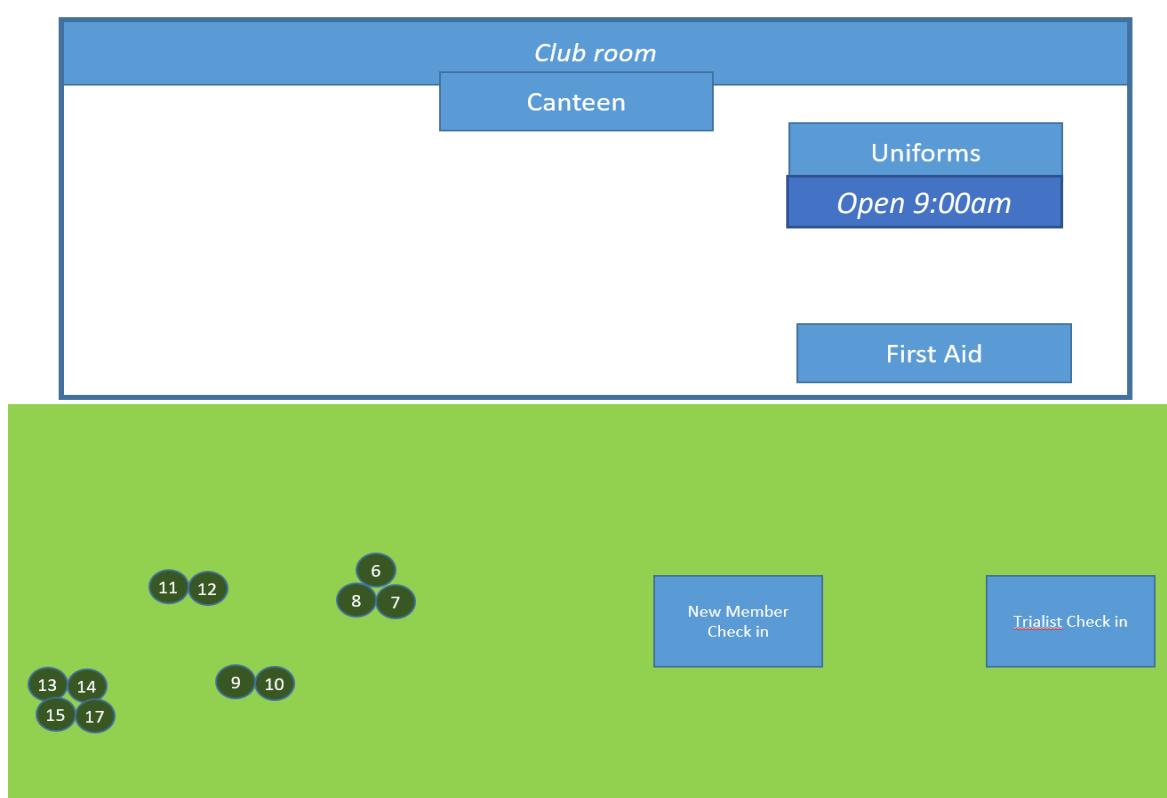 Club room
Canteen
Uniforms
Open 9:00am
First Aid
6
11 12
8 7
New Member
Check in
Trialist Check in
9 10
13 14
15 17